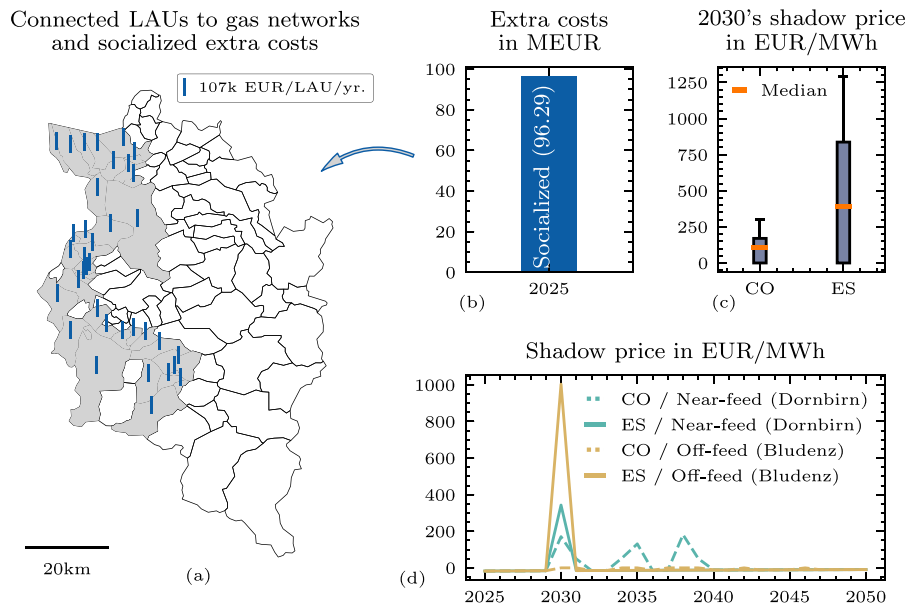 Connected LAUs to gas networks
and socialized extra costs
107k EUR/LAU/yr.
20km
(a)
Extra costs
in MEUR
100
80
60
40
20
0
Socialized (96.29)
2025
(b)
2030's shadow price
in EUR/MWh
1250
1000
750
500
250
0
Median
CO
ES
(c)
Shadow price in EUR/MWh
1000
800
600
400
200
0
CO / Near-feed (Dornbirn)
ES / Near-feed (Dornbirn)
CO / Off-feed (Bludenz)
ES / Off-feed (Bludenz)
(d)
2025
2030
2035
2040
2045
2050